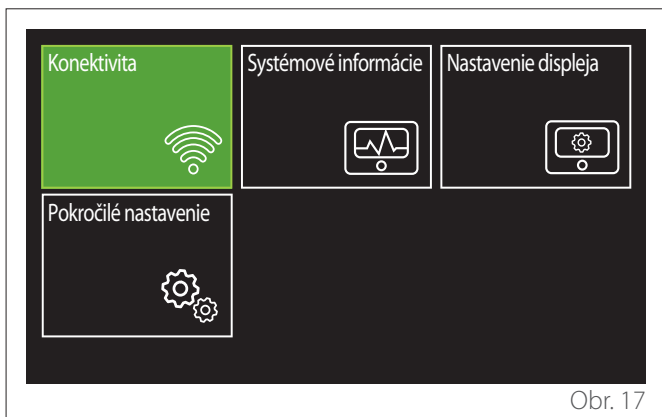 Konektivita
Systémové informácie
Nastavenie displeja
Pokročilé nastavenie
Obr. 17